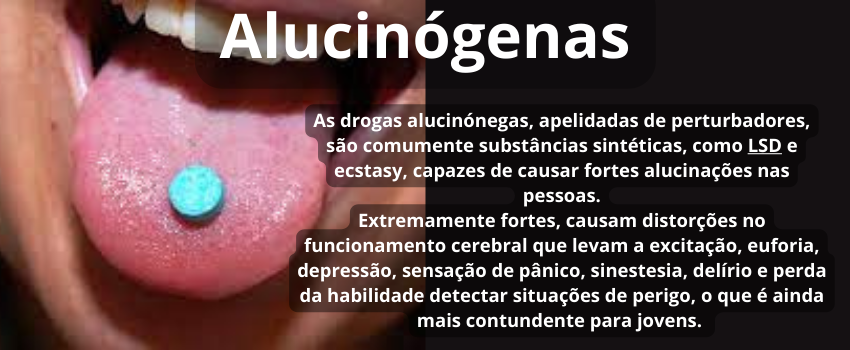 Alucinógenas
As drogas alucinónegas, apelidadas de perturbadores,
são comumente substâncias sintéticas, como LSD e
ecstasy, capazes de causar fortes alucinações nas
pessoas.
Extremamente fortes, causam distorções no
funcionamento cerebral que levam a excitação, euforia,
depressão, sensação de pânico, sinestesia, delírio e perda
da habilidade detectar situações de perigo, o que é ainda
mais contundente para jovens.